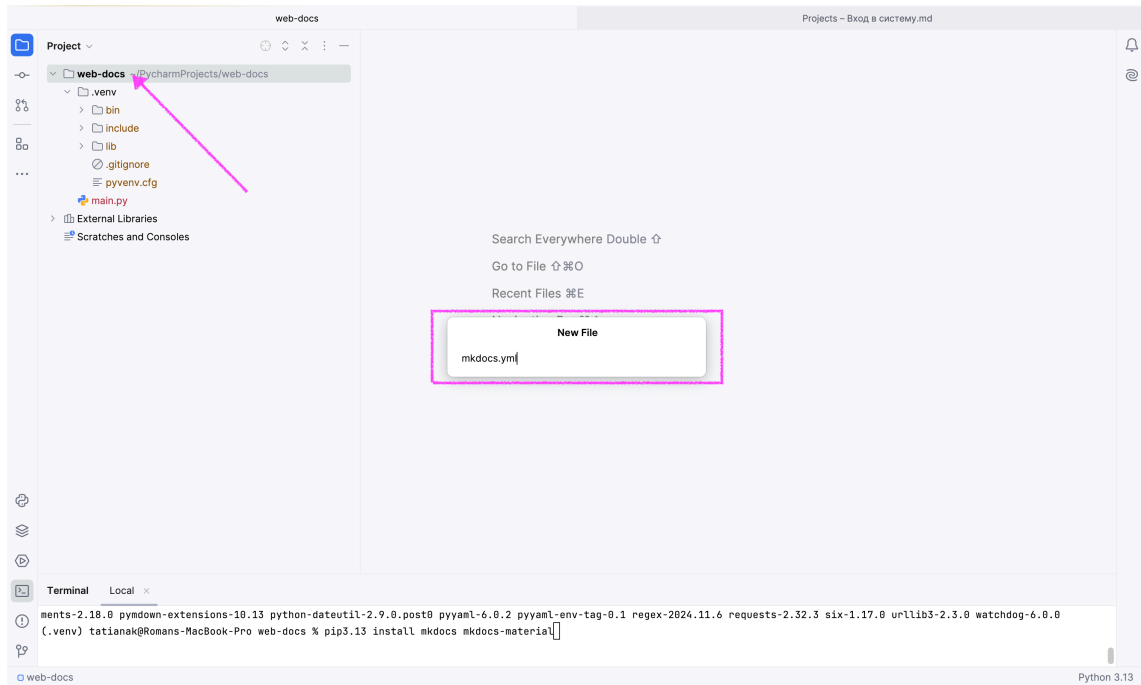 web-docs
Projects – Вход в систему.md
Project
web-docs ~/PycharmProjects/web-docs
.venv
bin
include
lib
.gitignore
pyvenv.cfg
main.py
External Libraries
Scratches and Consoles
Search Everywhere Double ⇧
Go to File ⇧⌘O
Recent Files ⌘E
New File
mkdocs.yml
Terminal Local ×
ments-2.18.0 pymdown-extensions-10.13 python-dateutil-2.9.0.post0 pyyaml-6.0.2 pyyaml-env-tag-0.1 regex-2024.11.6 requests-2.32.3 six-1.17.0 urllib3-2.3.0 watchdog-6.0.0
(.venv) tatianak@Romans-MacBook-Pro web-docs % pip3.13 install mkdocs mkdocs-material
web-docs
Python 3.13